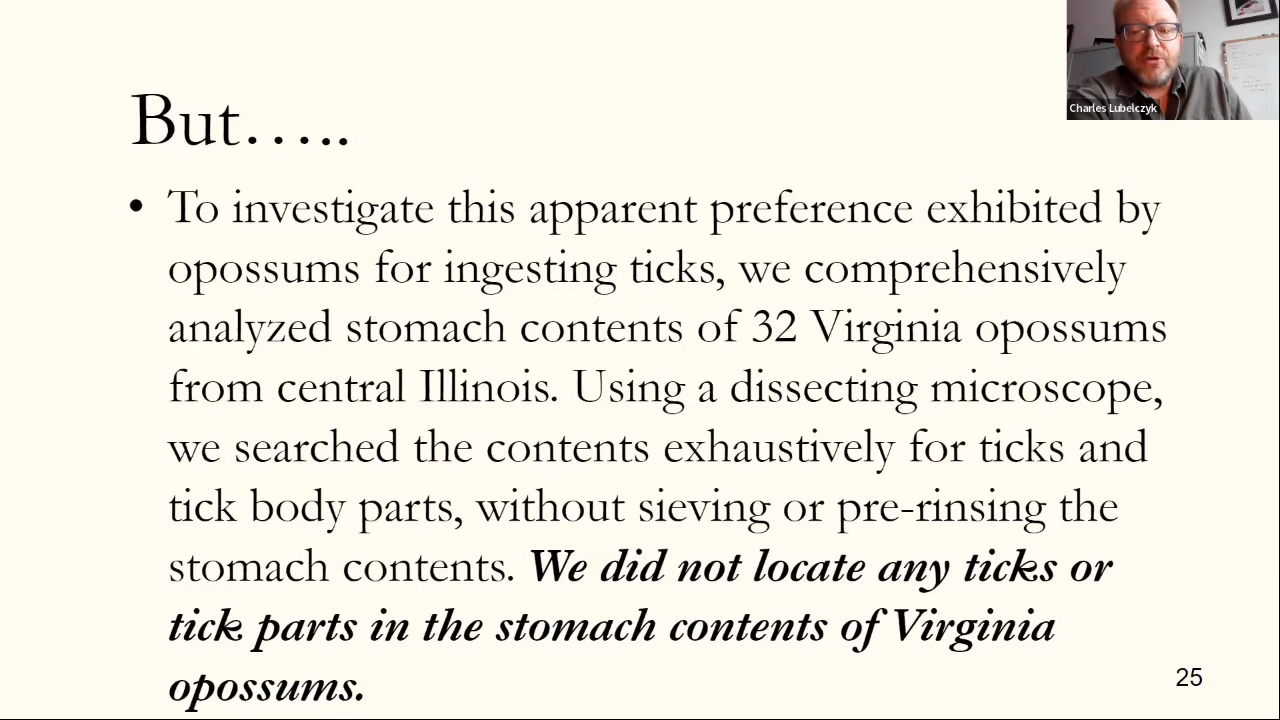 But…..
Charles Lubelczyk
• To investigate this apparent preference exhibited by
opossums for ingesting ticks, we comprehensively
analyzed stomach contents of 32 Virginia opossums
from central Illinois. Using a dissecting microscope,
we searched the contents exhaustively for ticks and
tick body parts, without sieving or pre-rinsing the
stomach contents. We did not locate any ticks or
tick parts in the stomach contents of Virginia
opossums.
25